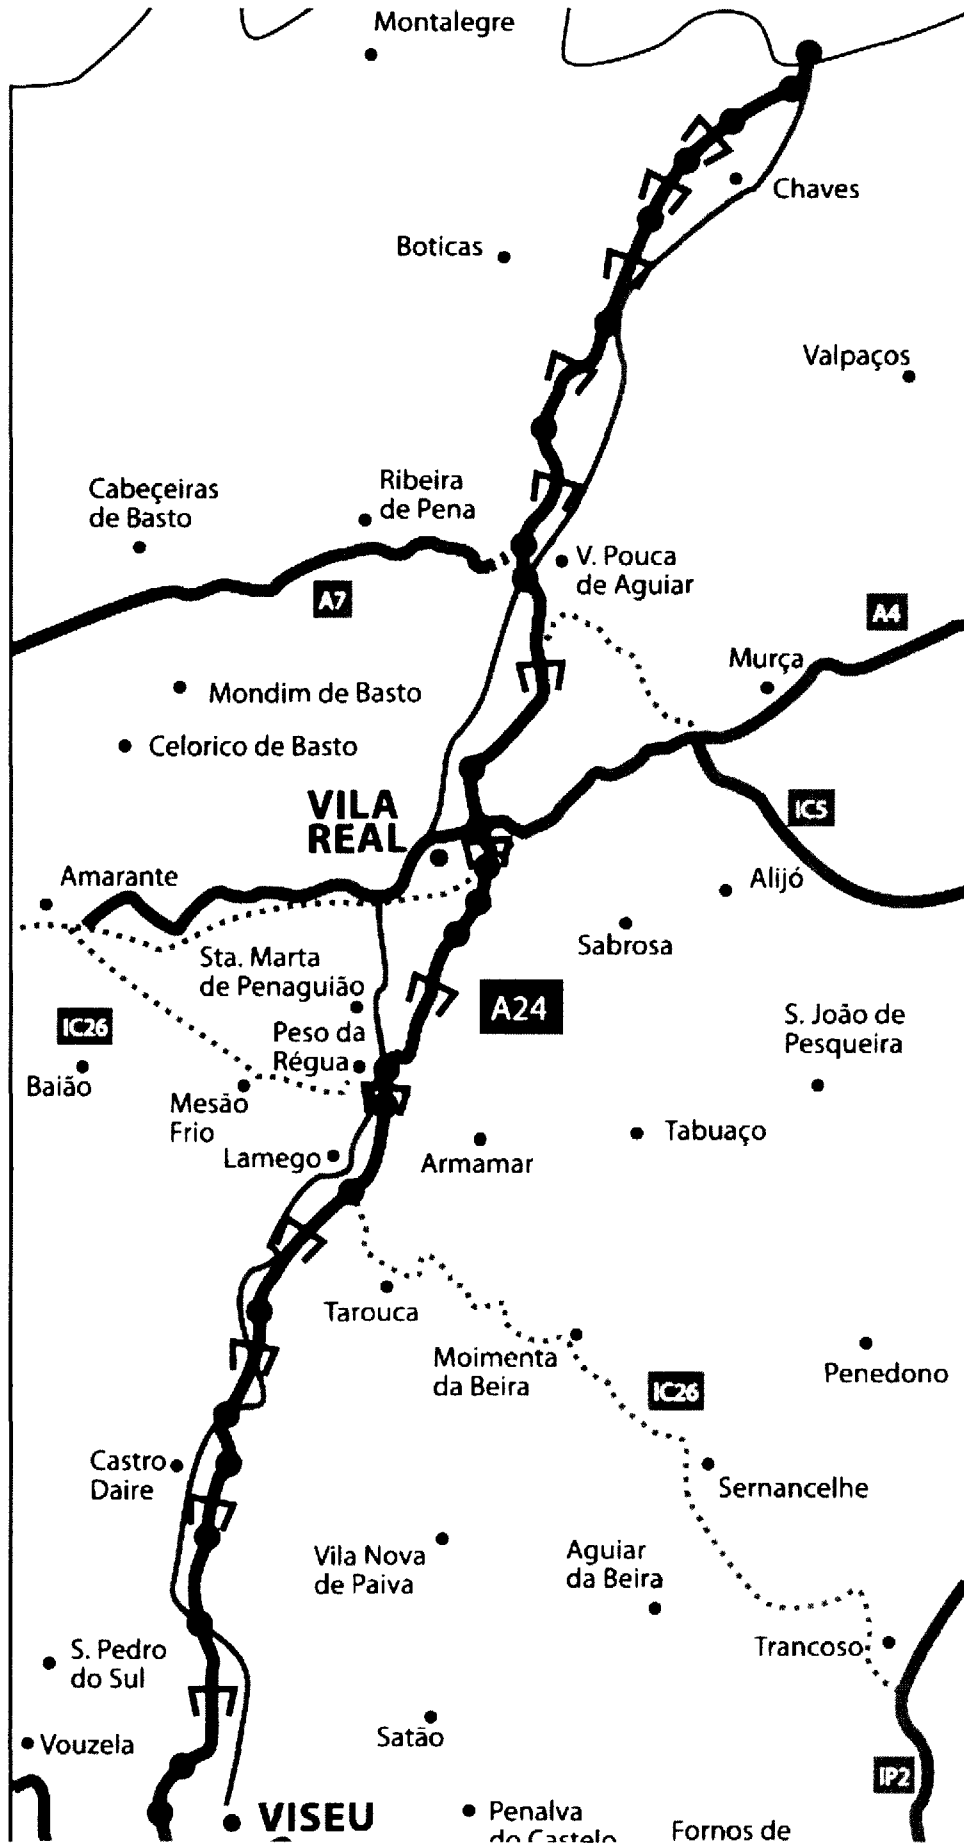 Montalegre
Chaves
Boticas
Valpaços
Cabeçeiras
de Basto
Ribeira
de Pena
V. Pouca
de Aguiar
A7
A4
Murça
Mondim de Basto
Celorico de Basto
VILA
REAL
IC5
Amarante
Alijó
Sabrosa
Sta. Marta
de Penaguião
A24
IC26
Peso da
Régua
S. João de
Pesqueira
Baião
Mesão
Frio
Lamego
Armamar
Tabuaço
Tarouca
Moimenta
da Beira
IC26
Penedono
Castro
Daire
Sernancelhe
Vila Nova
de Paiva
Aguiar
da Beira
Trancoso
S. Pedro
do Sul
Satão
Vouzela
IP2
VISEU
Penalva
do Castelo
Fornos de